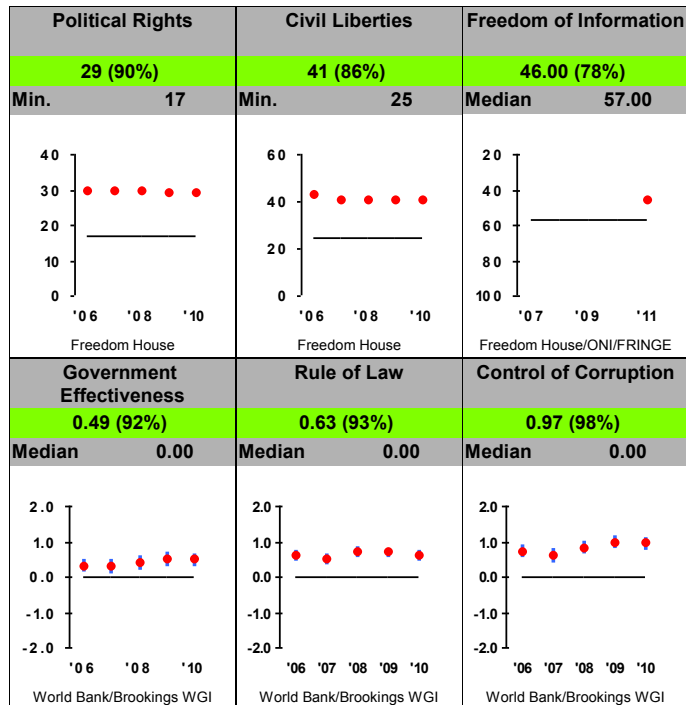 Political Rights
29 (90%)
Min. 17
40
30
20
10
0
'06 '08 '10
Freedom House
Civil Liberties
41 (86%)
Min. 25
60
40
20
0
'06 '08 '10
Freedom House
Freedom of Information
46.00 (78%)
Median 57.00
20
40
60
80
100
'07 '09 '11
Freedom House/ONI/FRINGE
Government
Effectiveness
0.49 (92%)
Median 0.00
2.0
1.0
0.0
-1.0
-2.0
'06 '08 '10
World Bank/Brookings WGI
Rule of Law
0.63 (93%)
Median 0.00
2.0
1.0
0.0
-1.0
-2.0
'06 '07 '08 '09 '10
World Bank/Brookings WGI
Control of Corruption
0.97 (98%)
Median 0.00
2.0
1.0
0.0
-1.0
-2.0
'06 '07 '08 '09 '10
World Bank/Brookings WGI